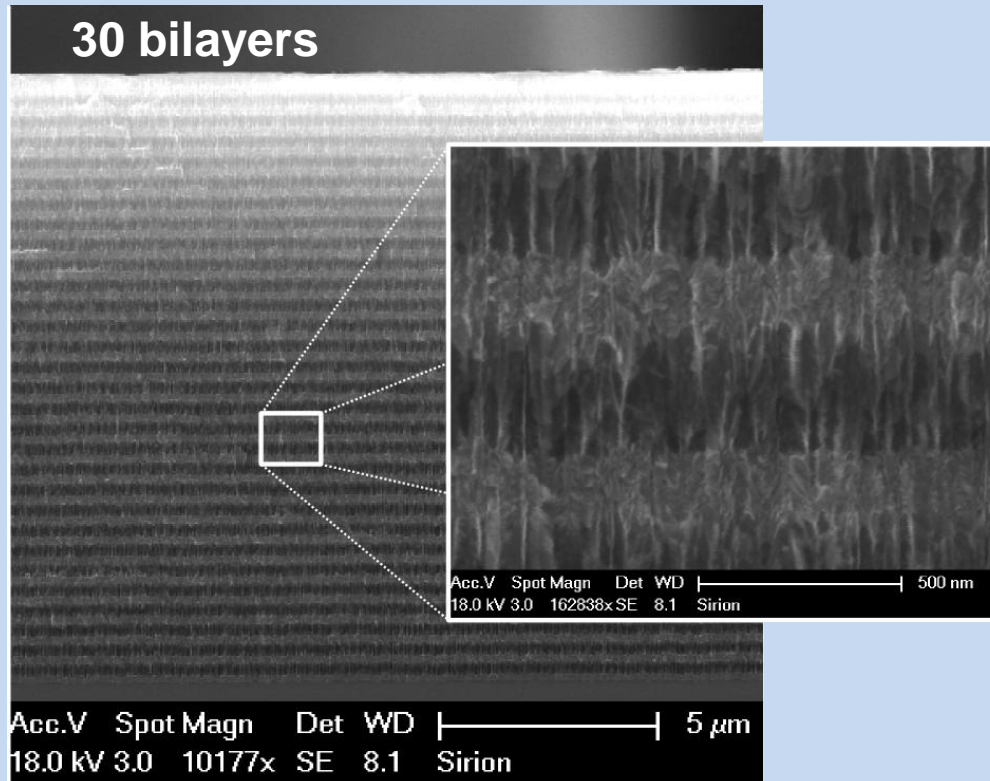 30 bilayers
Acc.V Spot Magn Det WD 500 nm
18.0 kV 3.0 162838x SE 8.1 Sirion
Acc.V Spot Magn Det WD 5 µm
18.0 kV 3.0 10177x SE 8.1 Sirion